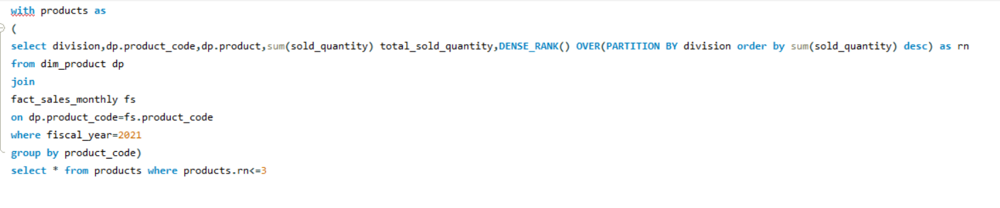 with products as
(
select division,dp.product_code,dp.product,sum(sold_quantity) total_sold_quantity,DENSE_RANK() OVER(PARTITION BY division order by sum(sold_quantity) desc) as rn
from dim_product dp
join
fact_sales_monthly fs
on dp.product_code=fs.product_code
where fiscal_year=2021
group by product_code)
select * from products where products.rn<=3